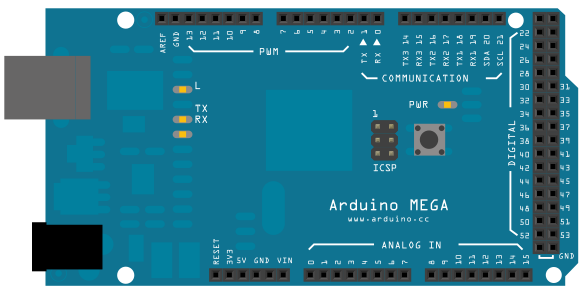 AREF GND 13 12 11 10 9 8 7 6 5 4 3 2 1 0 14 15 16 17 18 19 20 21
TX RX TX3 RX3 TX2 RX2 TX1 RX1 SDA SCL
PWM
COMMUNICATION
L
TX
RX
PWR
1
ICSP
DIGITAL
22
24
26
28
30
32 31
34 33
36 35
38 37
40 39
42 41
44 43
46 45
48 47
50 49
52 51
53
GND
Arduino MEGA
www.arduino.cc
ANALOG IN
RESET 3V3 5V GND VIN 0 1 2 3 4 5 6 7 8 9 10 11 12 13 14 15